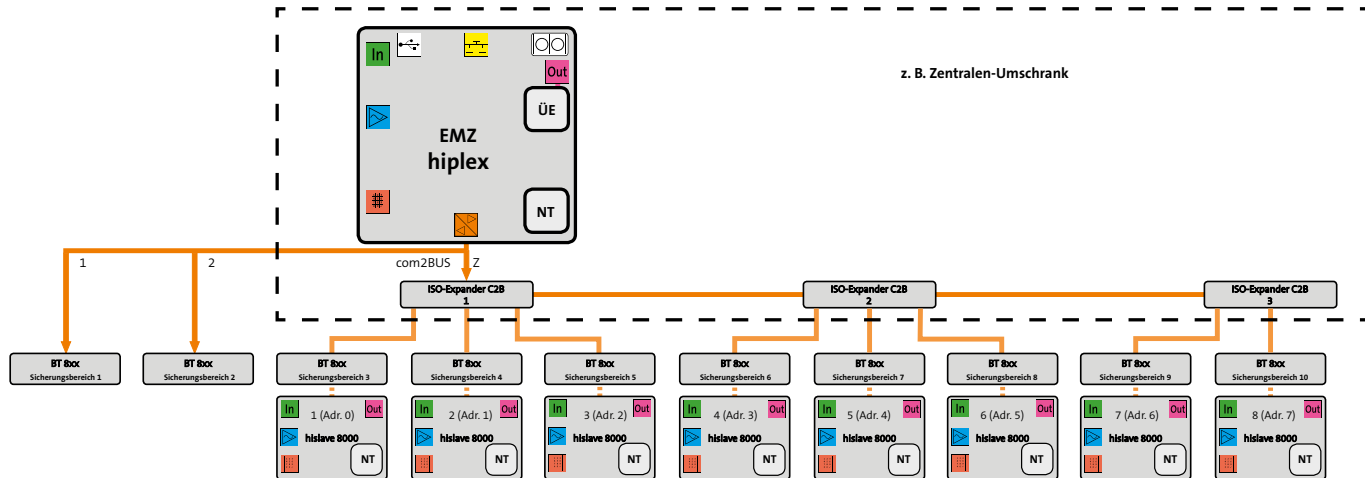 In
Out
z. B. Zentralen-Umschrank
ÜE
EMZ
hiplex
NT
1
2
com2BUS
Z
ISO-Expander C2B
1
ISO-Expander C2B
2
ISO-Expander C2B
3
BT 8xx
Sicherungsbereich 1
BT 8xx
Sicherungsbereich 2
BT 8xx
Sicherungsbereich 3
BT 8xx
Sicherungsbereich 4
BT 8xx
Sicherungsbereich 5
BT 8xx
Sicherungsbereich 6
BT 8xx
Sicherungsbereich 7
BT 8xx
Sicherungsbereich 8
BT 8xx
Sicherungsbereich 9
BT 8xx
Sicherungsbereich 10
In
1 (Adr. 0)
Out
hislave 8000
NT
In
2 (Adr. 1)
Out
hislave 8000
NT
In
3 (Adr. 2)
Out
hislave 8000
NT
In
4 (Adr. 3)
Out
hislave 8000
NT
In
5 (Adr. 4)
Out
hislave 8000
NT
In
6 (Adr. 5)
Out
hislave 8000
NT
In
7 (Adr. 6)
Out
hislave 8000
NT
In
8 (Adr. 7)
Out
hislave 8000
NT